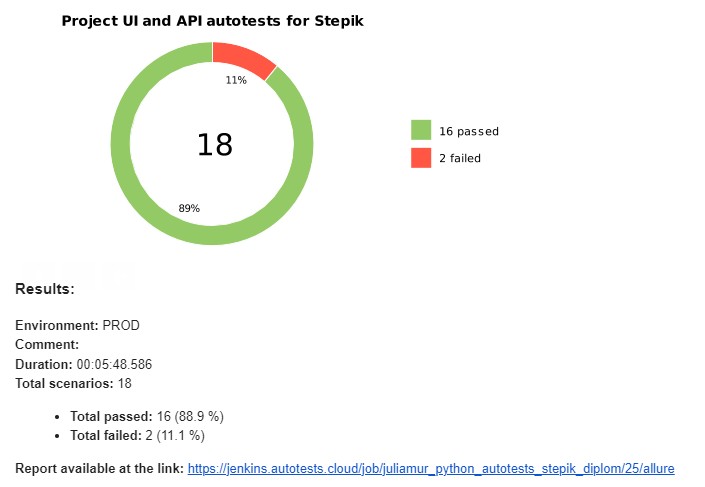 Project UI and API autotests for Stepik
11%
18
89%
16 passed
2 failed
Results:
Environment: PROD
Comment:
Duration: 00:05:48.586
Total scenarios: 18
• Total passed: 16 (88.9 %)
• Total failed: 2 (11.1 %)
Report available at the link: https://jenkins.autotests.cloud/job/juliamur_python_autotests_stepik_diplom/25/allure